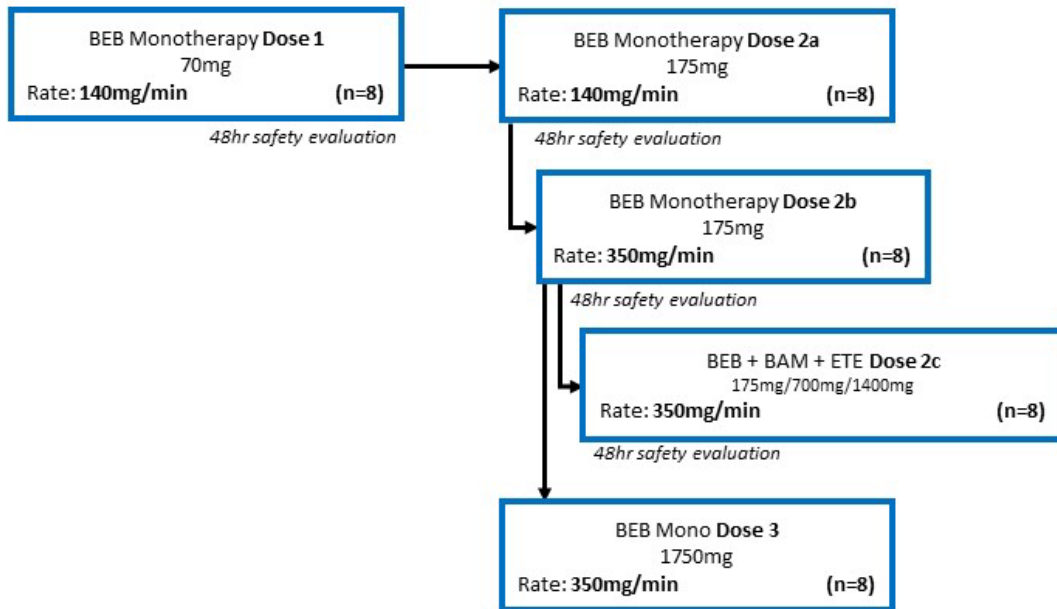 BEB Monotherapy Dose 1
70mg
Rate: 140mg/min (n=8)
48hr safety evaluation
BEB Monotherapy Dose 2a
175mg
Rate: 140mg/min (n=8)
48hr safety evaluation
BEB Monotherapy Dose 2b
175mg
Rate: 350mg/min (n=8)
48hr safety evaluation
BEB + BAM + ETE Dose 2c
175mg/700mg/1400mg
Rate: 350mg/min (n=8)
48hr safety evaluation
BEB Mono Dose 3
1750mg
Rate: 350mg/min (n=8)